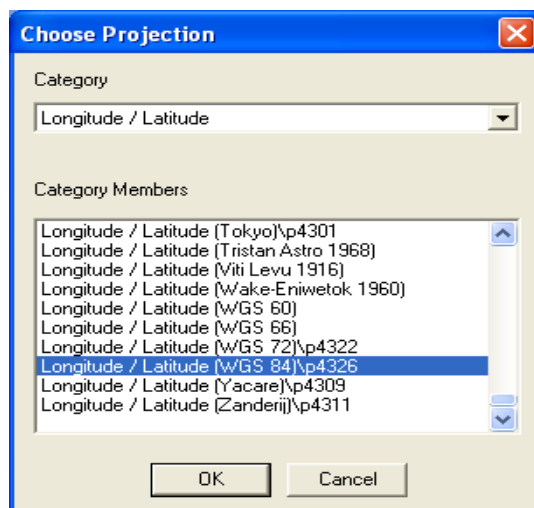 Choose Projection
Category
Longitude / Latitude
Category Members
Longitude / Latitude (Tokyo)\p4301
Longitude / Latitude (Tristan Astro 1968)
Longitude / Latitude (Viti Levu 1916)
Longitude / Latitude (Wake-Eniwetok 1960)
Longitude / Latitude (WGS 60)
Longitude / Latitude (WGS 66)
Longitude / Latitude (WGS 72)\p4322
Longitude / Latitude (WGS 84)\p4326
Longitude / Latitude (Yacare)\p4309
Longitude / Latitude (Zanderij)\p4311
OK Cancel